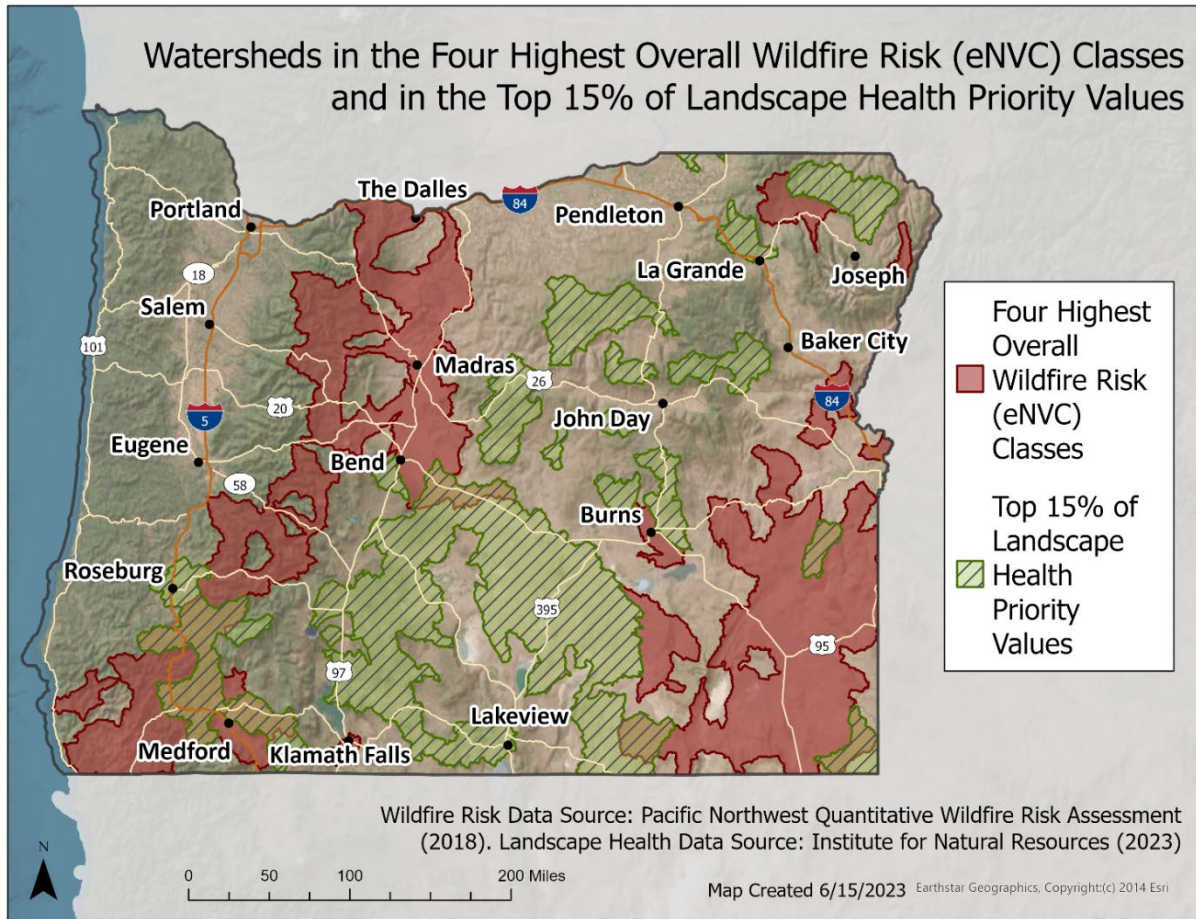 Watersheds in the Four Highest Overall Wildfire Risk (eNVC) Classes
and in the Top 15% of Landscape Health Priority Values
The Dalles
84
Portland
Pendleton
La Grande
Joseph
18
Salem
101
Madras
Baker City
26
84
20
5
John Day
Eugene
Bend
58
Burns
Roseburg
395
95
97
Lakeview
Medford
Klamath Falls
Four Highest
Overall
Wildfire Risk
(eNVC)
Classes
Top 15% of
Landscape
Health
Priority
Values
Wildfire Risk Data Source: Pacific Northwest Quantitative Wildfire Risk Assessment
(2018). Landscape Health Data Source: Institute for Natural Resources (2023)
N
0 50 100 200 Miles
Map Created 6/15/2023 Earthstar Geographics, Copyright:(c) 2014 Esri